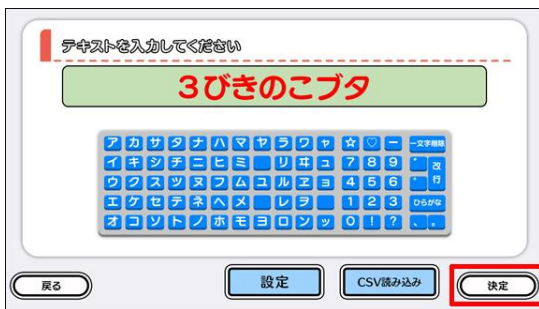 テキストを入力してください
3びきのこブタ
アカサタナハマヤラワャ☆♡ー一文字削除
イキシチニヒミリヰュ789゛改行
ウクスツヌフムユルヱョ456゜
エケセテネヘメレヲ123ひらがな
オコソトノホモヨロンッ0!?、。
戻る 設定 CSV読み込み 決定